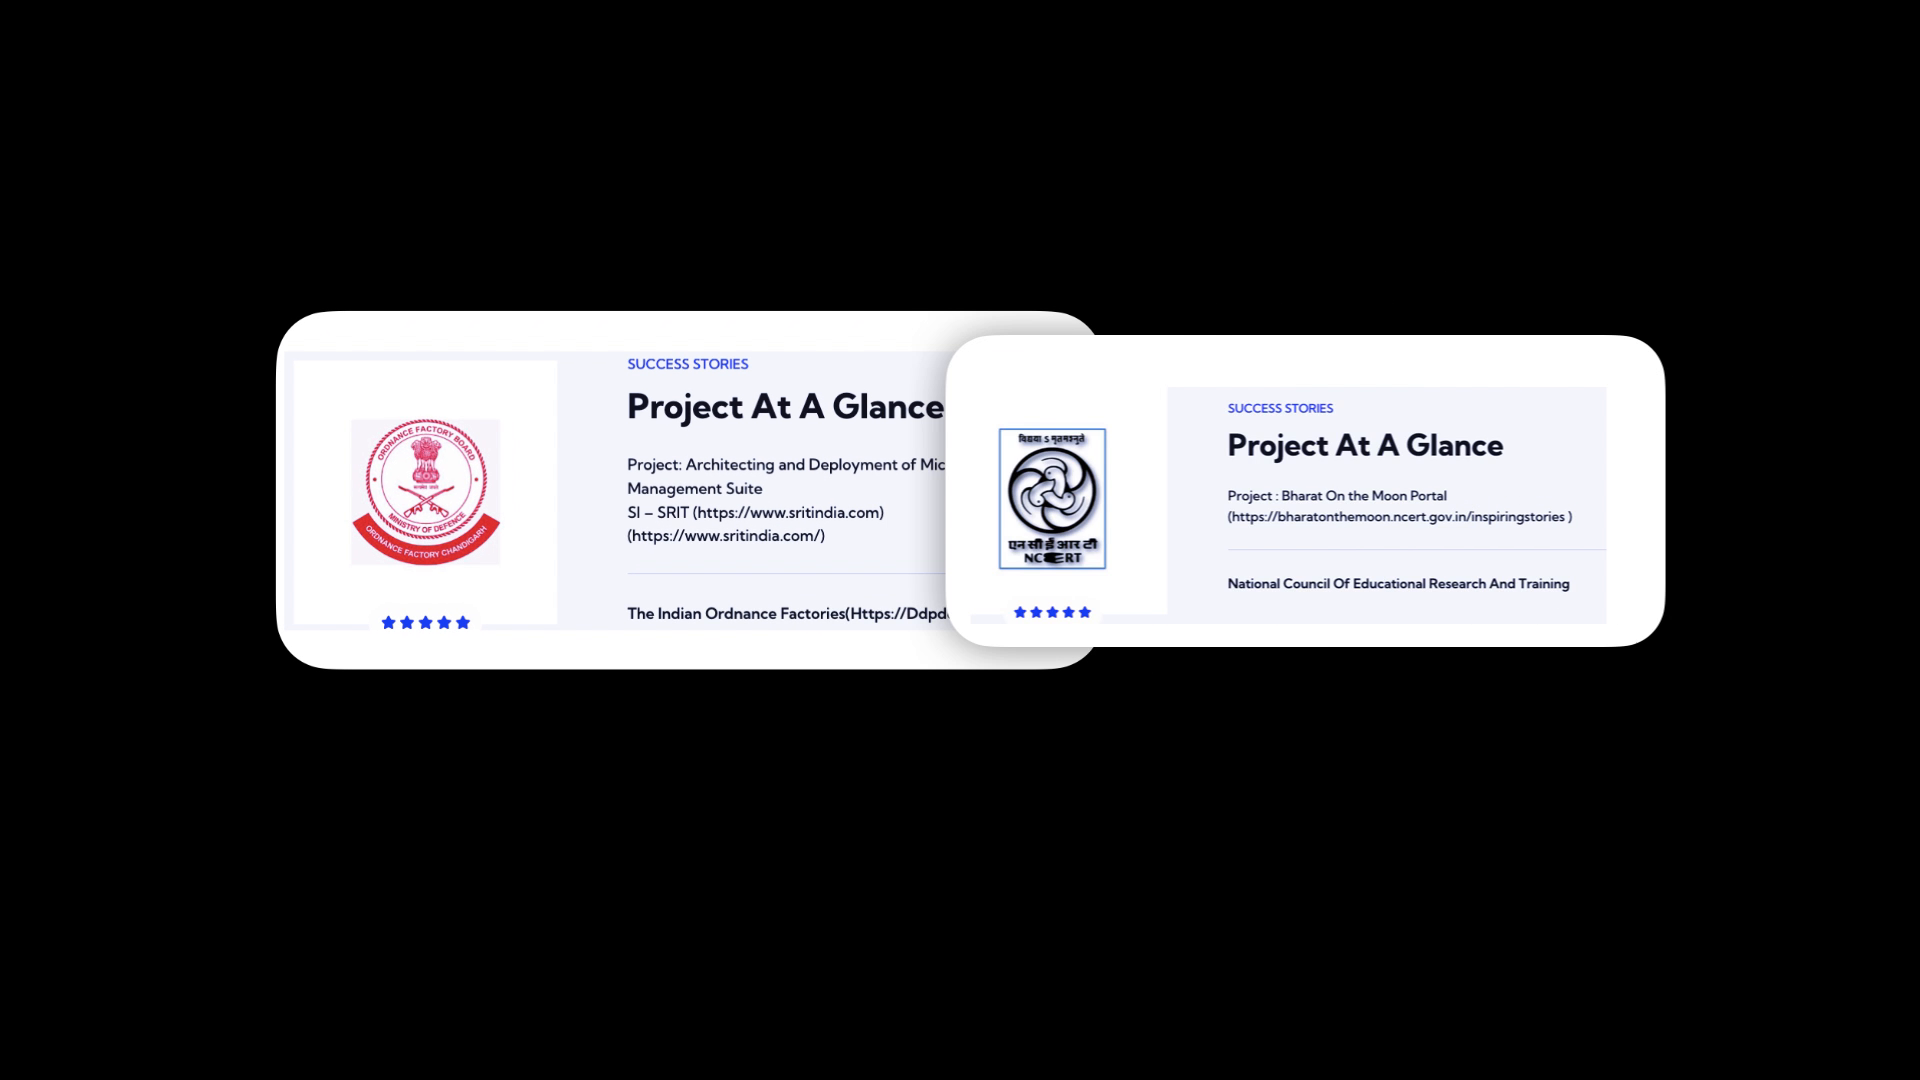 ORDNANCE FACTORY BOARD
MINISTRY OF DEFENCE
ORDNANCE FACTORY CHANDIGARH
SUCCESS STORIES
Project At A Glance
Project: Architecting and Deployment of Mic
Management Suite
SI – SRIT (https://www.sritindia.com)
(https://www.sritindia.com/)
The Indian Ordnance Factories(Https://Ddpd
विद्यया ऽ मृतमश्नुते
एन सी ई आर टी
NCERT
SUCCESS STORIES
Project At A Glance
Project : Bharat On the Moon Portal
(https://bharatonthemoon.ncert.gov.in/inspiringstories )
National Council Of Educational Research And Training